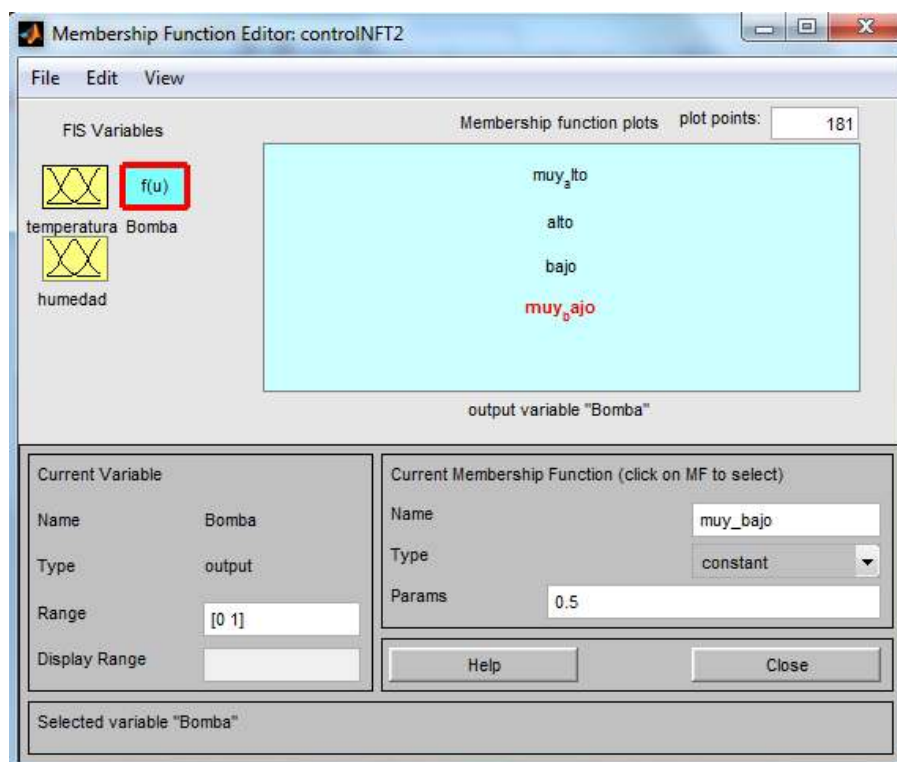 Membership Function Editor: controlNFT2
File Edit View
FIS Variables
Membership function plots plot points: 181
f(u)
temperatura Bomba
humedad
muy_alto
alto
bajo
muy_bajo
output variable "Bomba"
Current Variable
Name Bomba
Type output
Range [0 1]
Display Range
Current Membership Function (click on MF to select)
Name muy_bajo
Type constant
Params 0.5
Help Close
Selected variable "Bomba"